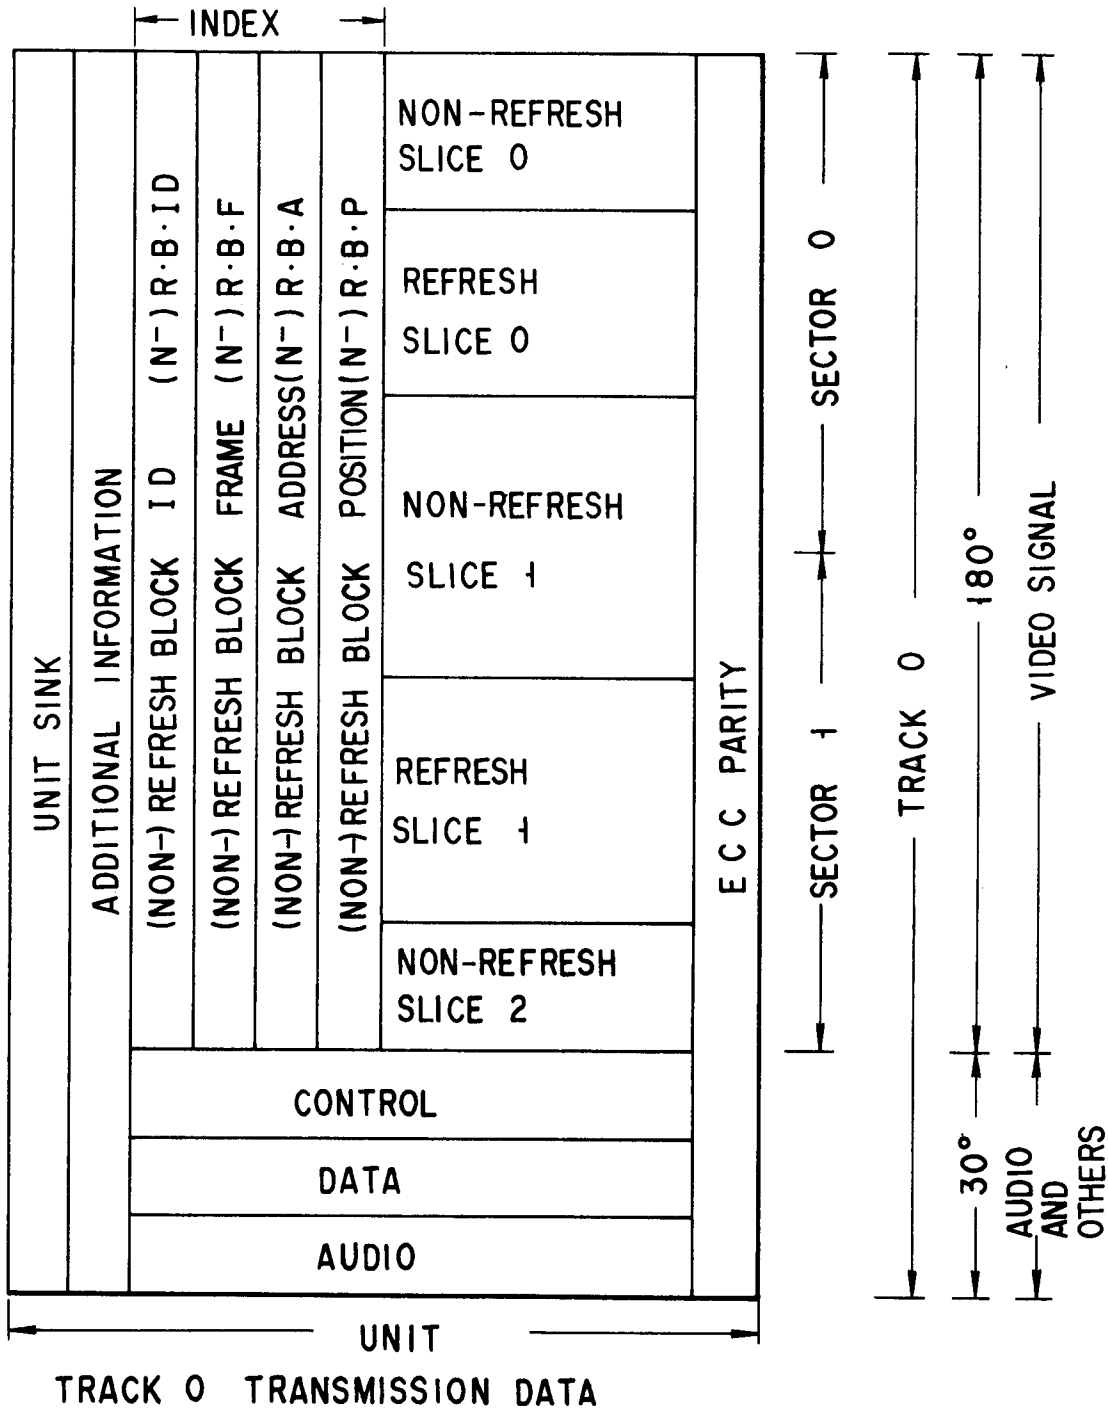 INDEX
UNIT SINK
ADDITIONAL INFORMATION
(NON-) REFRESH BLOCK ID (N-) R·B·ID
(NON-) REFRESH BLOCK FRAME (N-) R·B·F
(NON-) REFRESH BLOCK ADDRESS(N-) R·B·A
(NON-) REFRESH BLOCK POSITION(N-) R·B·P
NON-REFRESH
SLICE 0
REFRESH
SLICE 0
NON-REFRESH
SLICE 1
REFRESH
SLICE 1
NON-REFRESH
SLICE 2
ECC PARITY
SECTOR 0
SECTOR 1
TRACK 0
180°
VIDEO SIGNAL
CONTROL
DATA
AUDIO
30°
AUDIO
AND
OTHERS
UNIT
TRACK 0 TRANSMISSION DATA